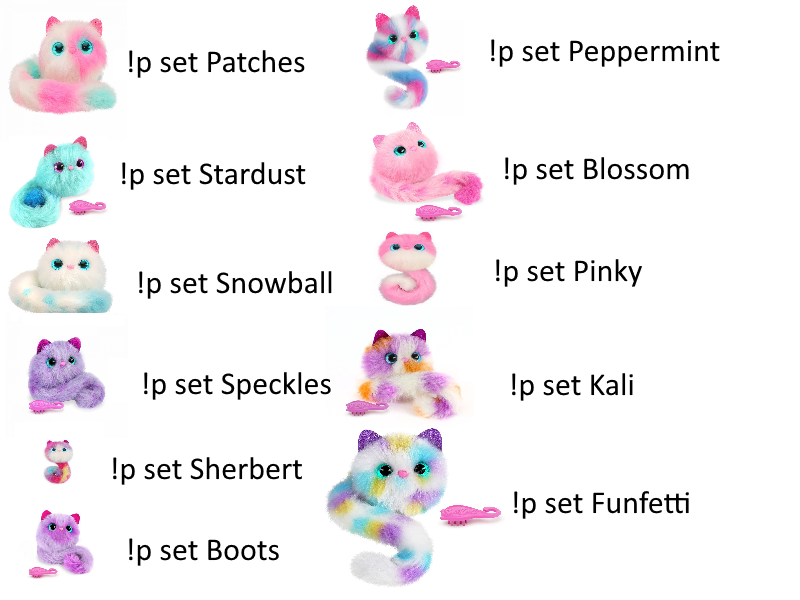 !p set Patches
!p set Peppermint
!p set Stardust
!p set Blossom
!p set Snowball
!p set Pinky
!p set Speckles
!p set Kali
!p set Sherbert
!p set Funfetti
!p set Boots